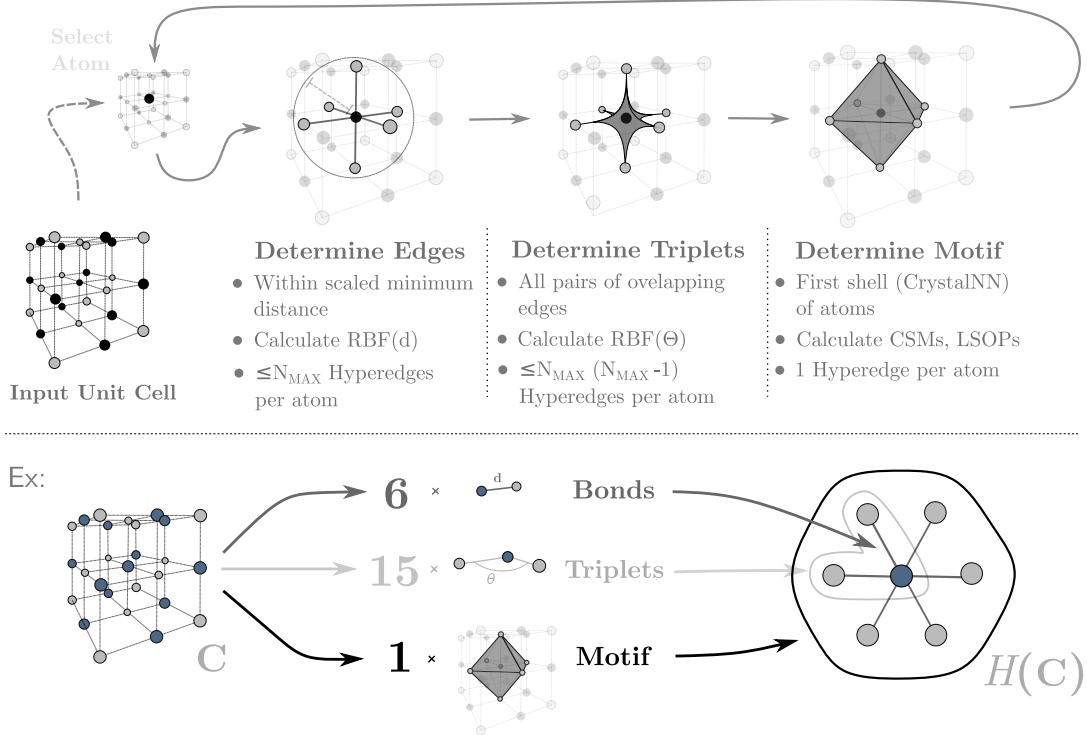 Select
Atom
Input Unit Cell
Determine Edges
● Within scaled minimum
distance
● Calculate RBF(d)
● ≤N_MAX Hyperedges
per atom
Determine Triplets
● All pairs of ovelapping
edges
● Calculate RBF(Θ)
● ≤N_MAX (N_MAX -1)
Hyperedges per atom
Determine Motif
● First shell (CrystalNN)
of atoms
● Calculate CSMs, LSOPs
● 1 Hyperedge per atom
Ex:
C
6 × d Bonds
15 × θ Triplets
1 × Motif
H(C)